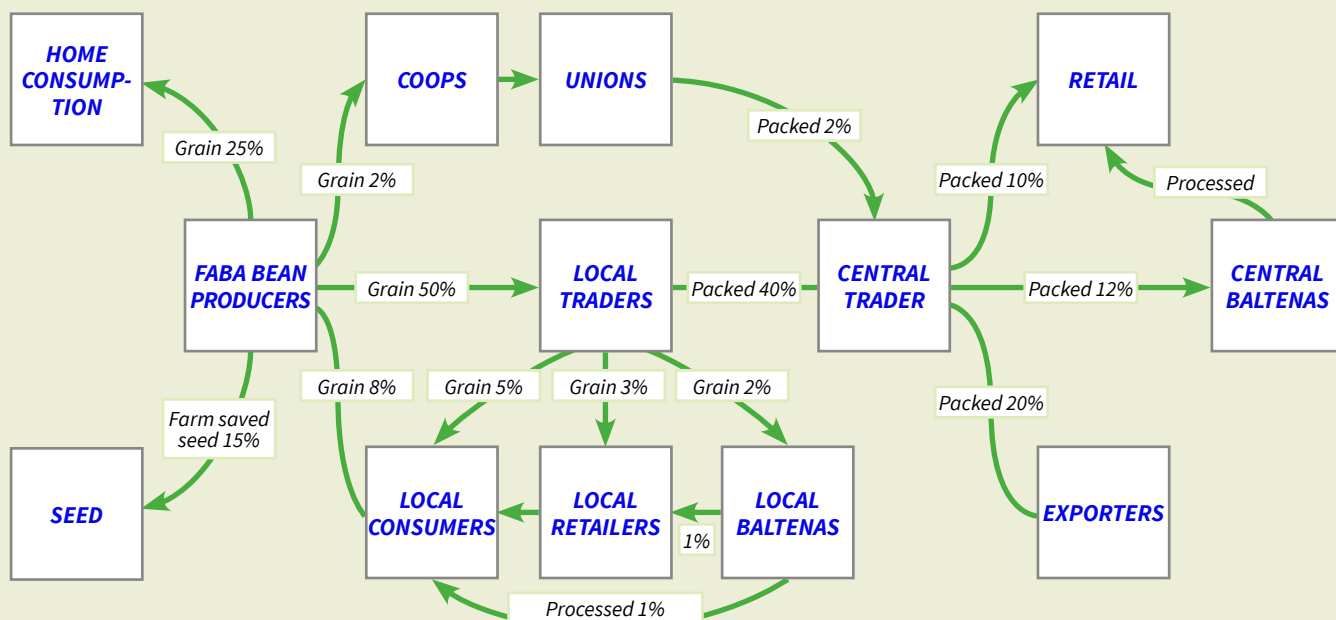 HOME
CONSUMP-
TION
COOPS
UNIONS
RETAIL
Packed 2%
Grain 25%
Grain 2%
Packed 10%
Processed
FABA BEAN
PRODUCERS
Grain 50%
LOCAL
TRADERS
Packed 40%
CENTRAL
TRADER
Packed 12%
CENTRAL
BALTENAS
Grain 8%
Grain 5%
Grain 3%
Grain 2%
Packed 20%
Farm saved
seed 15%
SEED
LOCAL
CONSUMERS
LOCAL
RETAILERS
1%
LOCAL
BALTENAS
EXPORTERS
Processed 1%